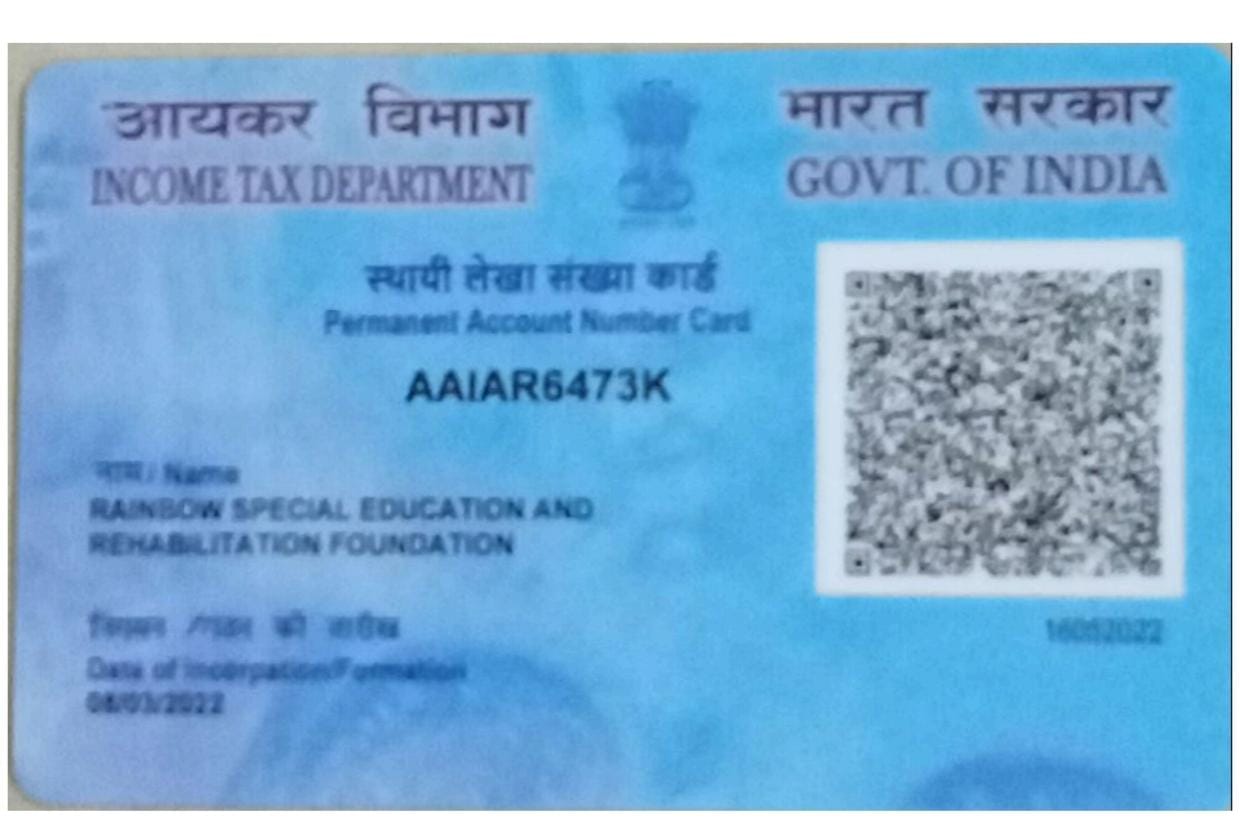 आयकर विभाग
INCOME TAX DEPARTMENT
भारत सरकार
GOVT. OF INDIA
स्थायी लेखा संख्या कार्ड
Permanent Account Number Card
AAIAR6473K
नाम / Name
RAINBOW SPECIAL EDUCATION AND
REHABILITATION FOUNDATION
की तारीख
Date of Incorpation/Formation
08/03/2022
16052022